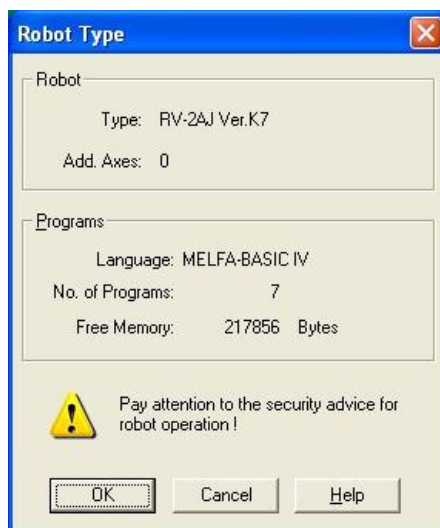 Robot Type
Robot
Type: RV-2AJ Ver.K7
Add. Axes: 0
Programs
Language: MELFA-BASIC IV
No. of Programs: 7
Free Memory: 217856 Bytes
Pay attention to the security advice for
robot operation !
OK Cancel Help